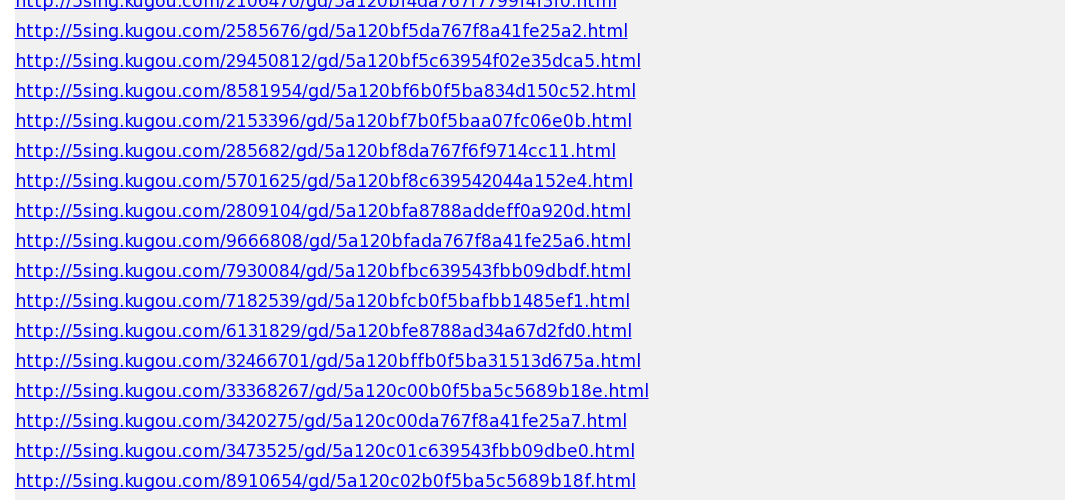 http://5sing.kugou.com/2106470/gd/5a120bf4da767f7799f4f3f0.html
http://5sing.kugou.com/2585676/gd/5a120bf5da767f8a41fe25a2.html
http://5sing.kugou.com/29450812/gd/5a120bf5c63954f02e35dca5.html
http://5sing.kugou.com/8581954/gd/5a120bf6b0f5ba834d150c52.html
http://5sing.kugou.com/2153396/gd/5a120bf7b0f5baa07fc06e0b.html
http://5sing.kugou.com/285682/gd/5a120bf8da767f6f9714cc11.html
http://5sing.kugou.com/5701625/gd/5a120bf8c639542044a152e4.html
http://5sing.kugou.com/2809104/gd/5a120bfa8788addeff0a920d.html
http://5sing.kugou.com/9666808/gd/5a120bfada767f8a41fe25a6.html
http://5sing.kugou.com/7930084/gd/5a120bfbc639543fbb09dbdf.html
http://5sing.kugou.com/7182539/gd/5a120bfcb0f5bafbb1485ef1.html
http://5sing.kugou.com/6131829/gd/5a120bfe8788ad34a67d2fd0.html
http://5sing.kugou.com/32466701/gd/5a120bffb0f5ba31513d675a.html
http://5sing.kugou.com/33368267/gd/5a120c00b0f5ba5c5689b18e.html
http://5sing.kugou.com/3420275/gd/5a120c00da767f8a41fe25a7.html
http://5sing.kugou.com/3473525/gd/5a120c01c639543fbb09dbe0.html
http://5sing.kugou.com/8910654/gd/5a120c02b0f5ba5c5689b18f.html